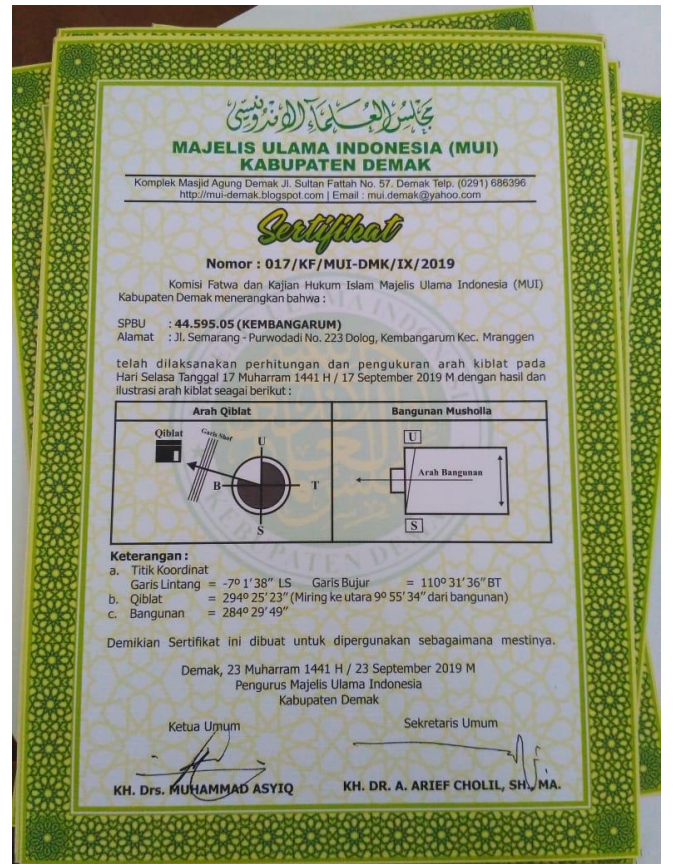 مجلس العلماء الاندونيسي
MAJELIS ULAMA INDONESIA (MUI)
KABUPATEN DEMAK
Komplek Masjid Agung Demak Jl. Sultan Fattah No. 57. Demak Telp. (0291) 686396
http://mui-demak.blogspot.com | Email : mui.demak@yahoo.com
Sertifikat
Nomor : 017/KF/MUI-DMK/IX/2019
Komisi Fatwa dan Kajian Hukum Islam Majelis Ulama Indonesia (MUI)
Kabupaten Demak menerangkan bahwa :
SPBU : 44.595.05 (KEMBANGARUM)
Alamat : Jl. Semarang - Purwodadi No. 223 Dolog, Kembangarum Kec. Mranggen
telah dilaksanakan perhitungan dan pengukuran arah kiblat pada
Hari Selasa Tanggal 17 Muharram 1441 H / 17 September 2019 M dengan hasil dan
ilustrasi arah kiblat seagai berikut :
Arah Qiblat Bangunan Musholla
Qiblat Garis Shof U
B T
S
U
Arah Bangunan
S
Keterangan :
a. Titik Koordinat
Garis Lintang = -7º 1' 38" LS Garis Bujur = 110º 31' 36" BT
b. Qiblat = 294º 25' 23" (Miring ke utara 9º 55' 34" dari bangunan)
c. Bangunan = 284º 29' 49"
Demikian Sertifikat ini dibuat untuk dipergunakan sebagaimana mestinya.
Demak, 23 Muharram 1441 H / 23 September 2019 M
Pengurus Majelis Ulama Indonesia
Kabupaten Demak
Ketua Umum Sekretaris Umum
KH. Drs. MUHAMMAD ASYIQ KH. DR. A. ARIEF CHOLIL, SH., MA.